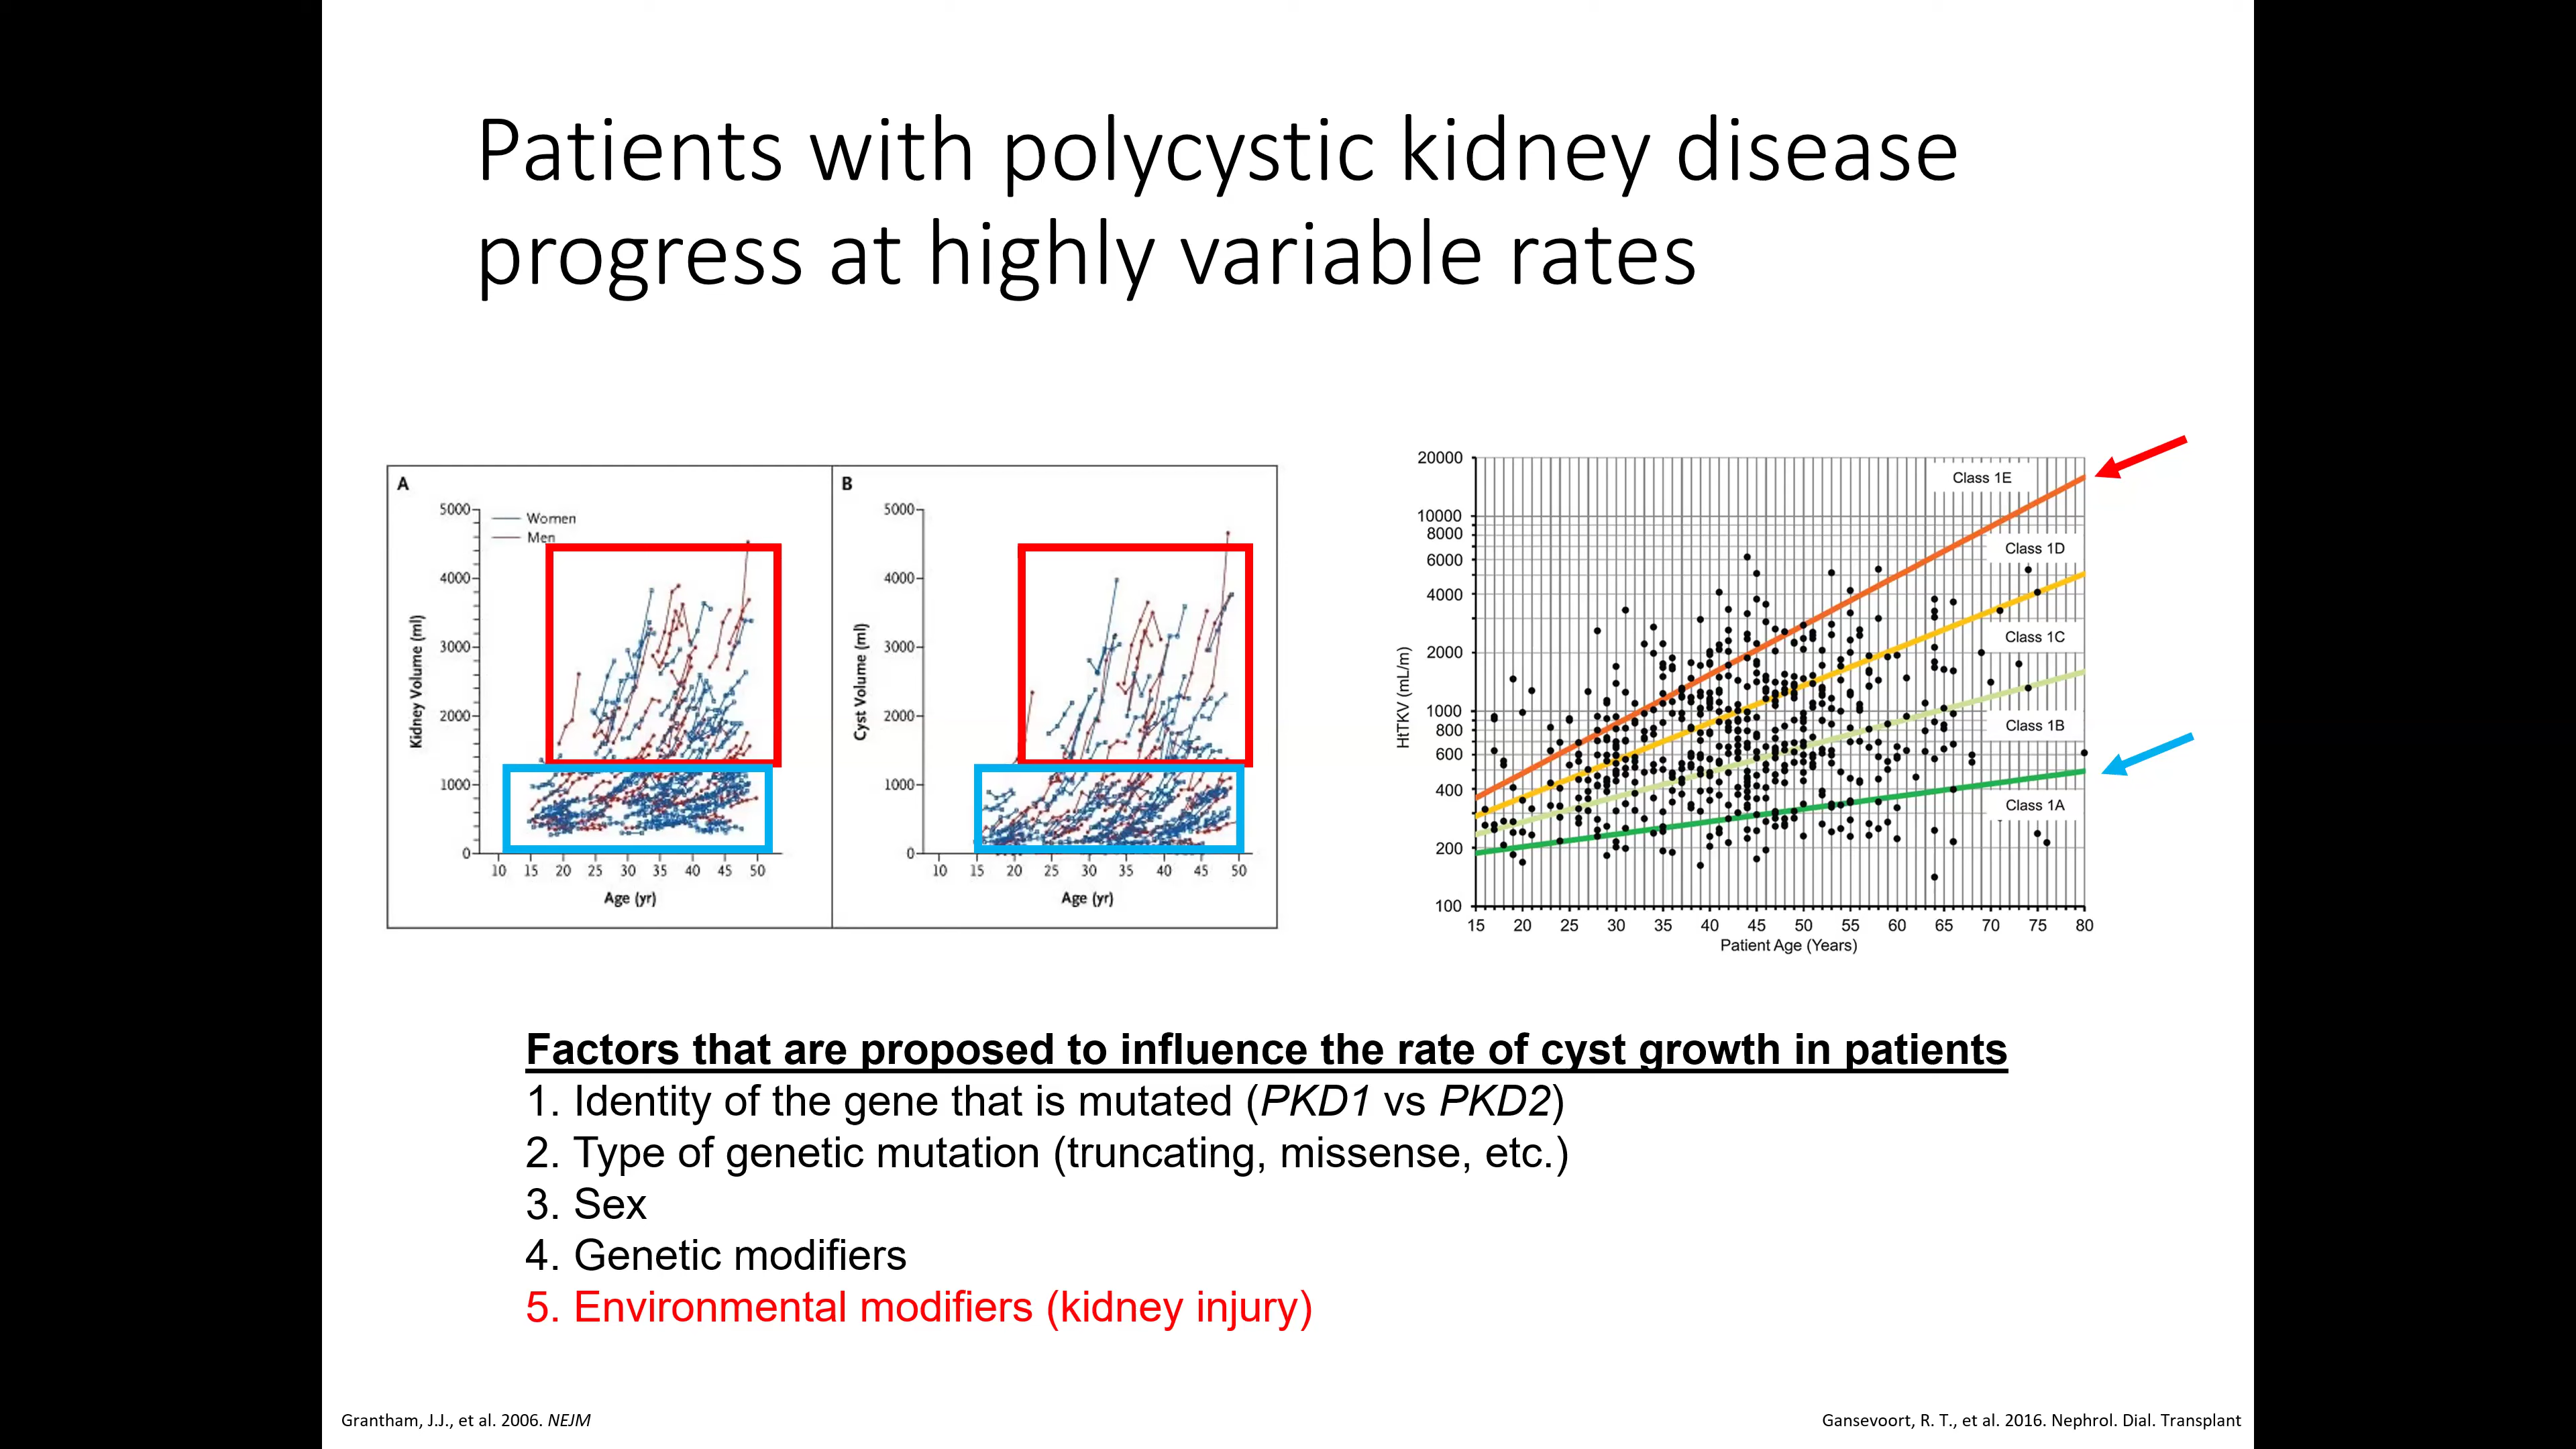 Patients with polycystic kidney disease
progress at highly variable rates
A
5000
4000
3000
2000
1000
0
Kidney Volume (ml)
Women
Men
10 15 20 25 30 35 40 45 50
Age (yr)
B
5000
4000
3000
2000
1000
0
Cyst Volume (ml)
10 15 20 25 30 35 40 45 50
Age (yr)
20000
10000
8000
6000
4000
2000
1000
800
600
400
200
100
HtTKV (mL/m)
Class 1E
Class 1D
Class 1C
Class 1B
Class 1A
15 20 25 30 35 40 45 50 55 60 65 70 75 80
Patient Age (Years)
Factors that are proposed to influence the rate of cyst growth in patients
1. Identity of the gene that is mutated (PKD1 vs PKD2)
2. Type of genetic mutation (truncating, missense, etc.)
3. Sex
4. Genetic modifiers
5. Environmental modifiers (kidney injury)
Grantham, J.J., et al. 2006. NEJM
Gansevoort, R. T., et al. 2016. Nephrol. Dial. Transplant